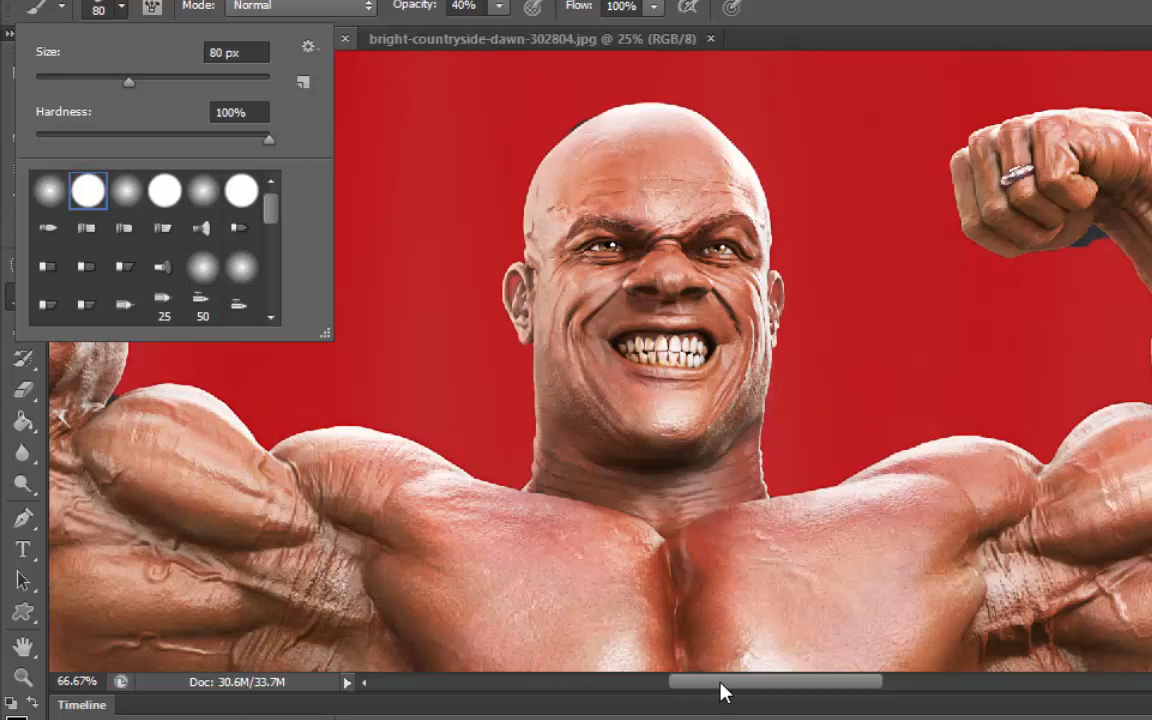 80 Mode: Normal Opacity: 40% Flow: 100%
bright-countryside-dawn-302804.jpg @ 25% (RGB/8)
Size: 80 px
Hardness: 100%
25 50
66.67% Doc: 30.6M/33.7M
Timeline